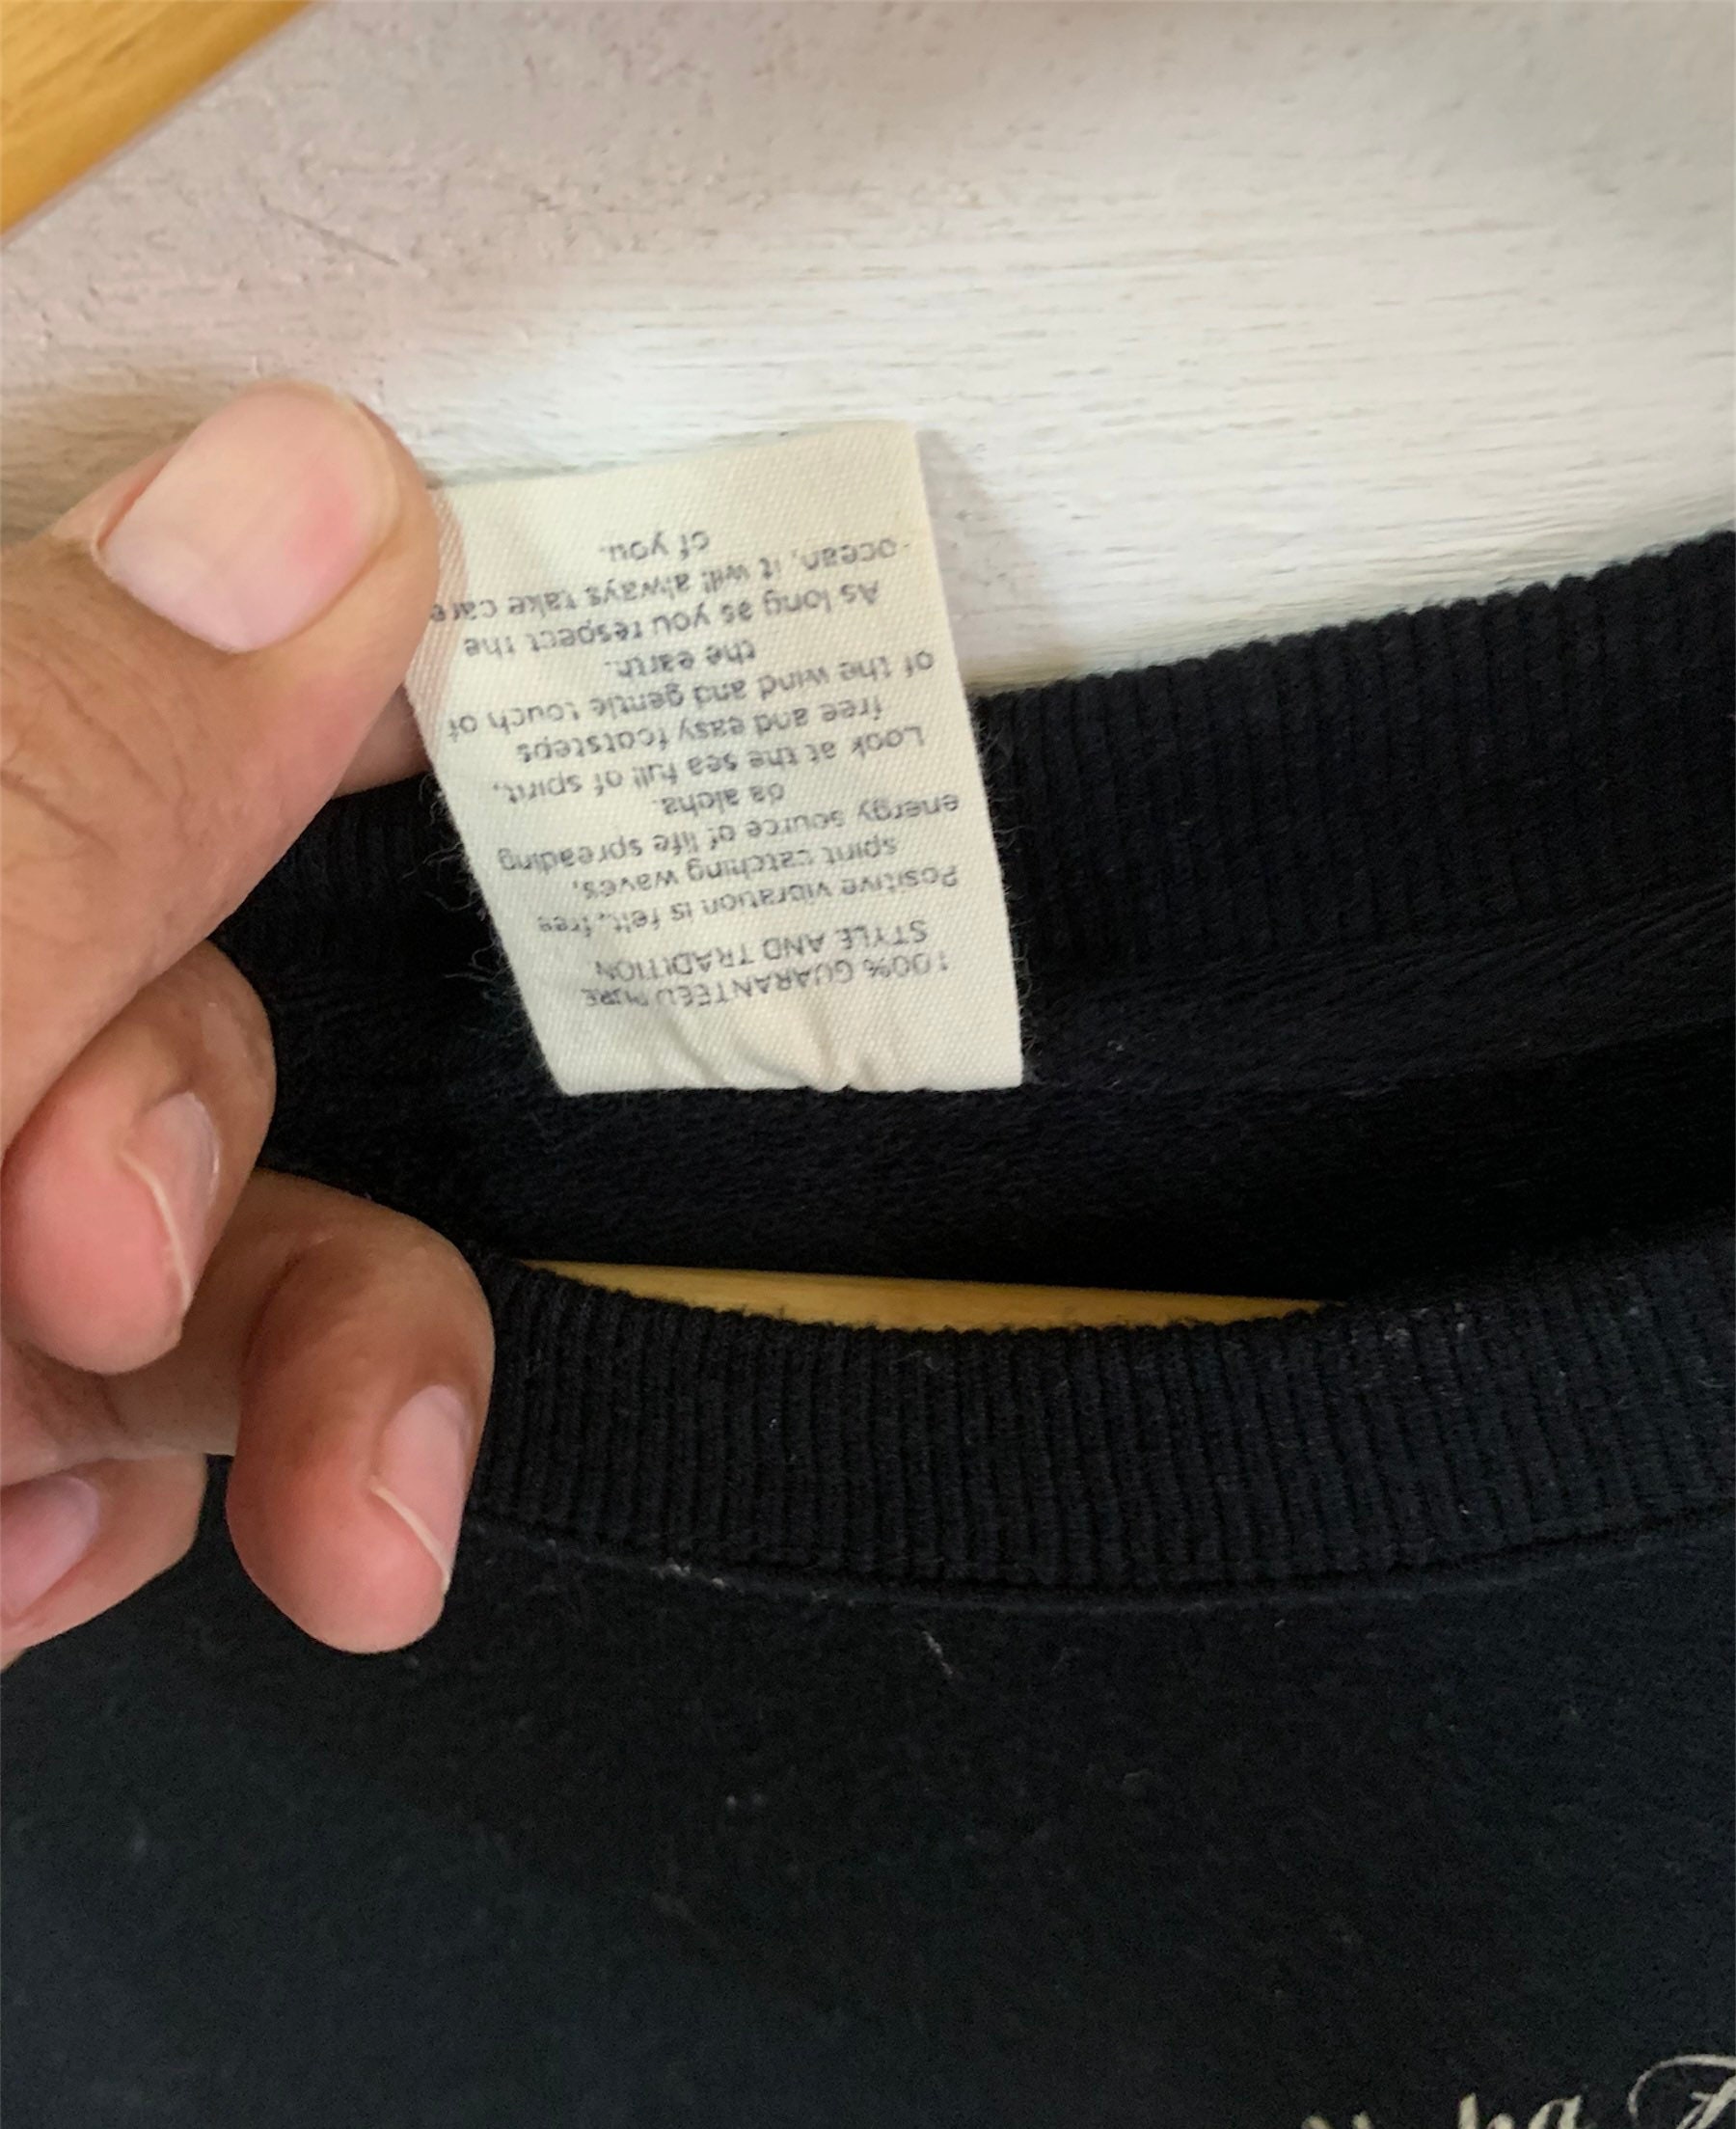 100% GUARANTEED PURE
STYLE AND TRADITION
Positive vibration is felt, free
spirit catching waves,
energy source of life spreading
da aloha.
Look at the sea full of spirit,
free and easy footsteps
of the wind and gentle touch of
the earth.
As long as you respect the
ocean, it will always take care
of you.